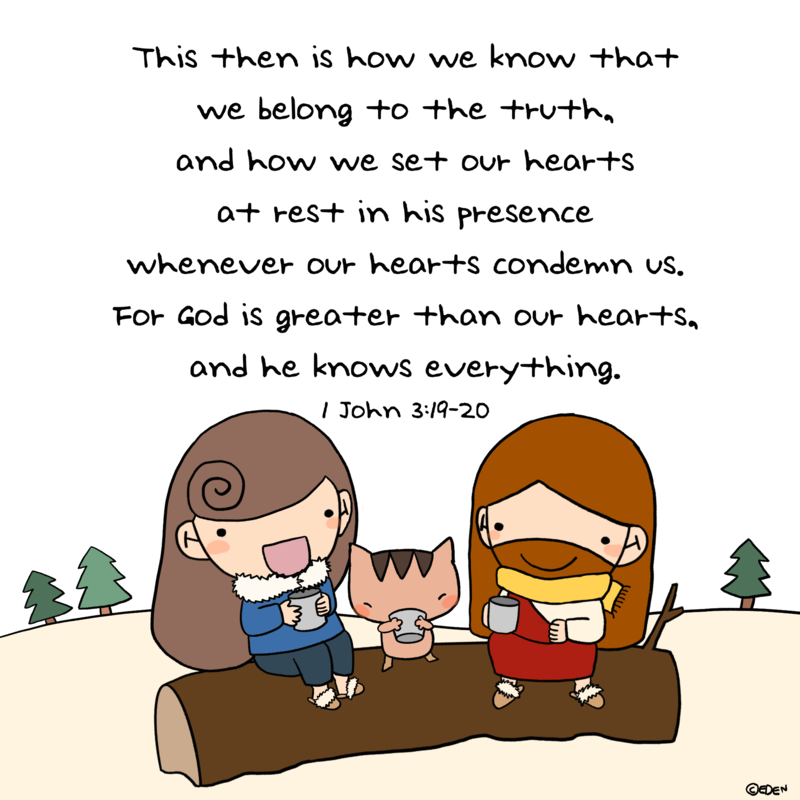 This then is how we know that
we belong to the truth,
and how we set our hearts
at rest in his presence
whenever our hearts condemn us.
For God is greater than our hearts,
and he knows everything.
1 John 3:19-20
©EDEN